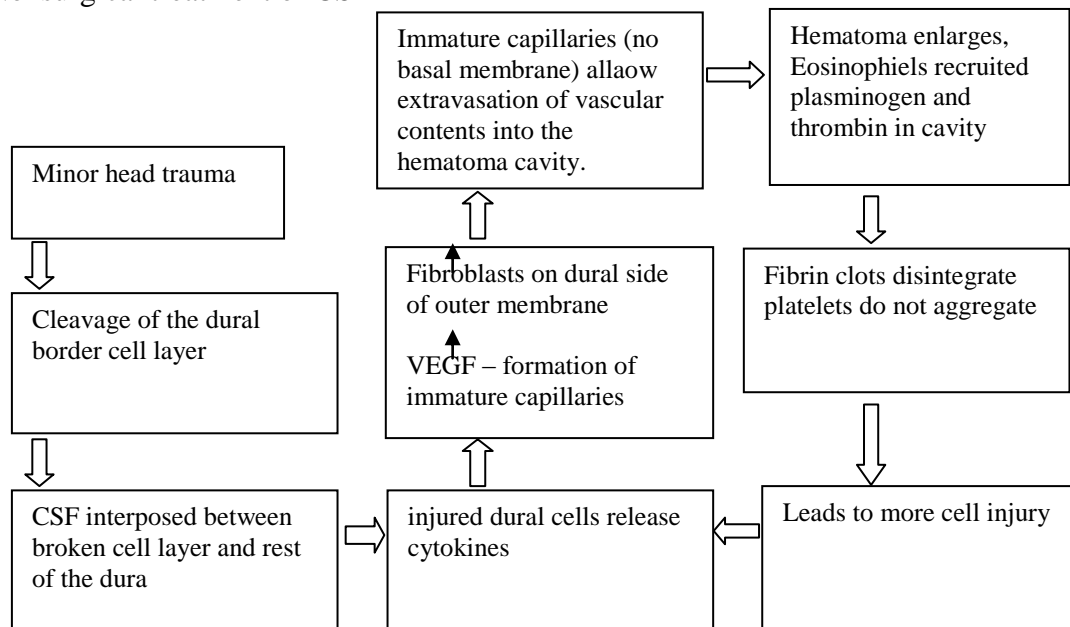 surgical treatment of
Minor head trauma
Cleavage of the dural
border cell layer
CSF interposed between
broken cell layer and rest
of the dura
injured dural cells release
cytokines
Fibroblasts on dural side
of outer membrane
VEGF – formation of
immature capillaries
Immature capillaries (no
basal membrane) allaow
extravasation of vascular
contents into the
hematoma cavity.
Hematoma enlarges,
Eosinophiels recruited
plasminogen and
thrombin in cavity
Fibrin clots disintegrate
platelets do not aggregate
Leads to more cell injury